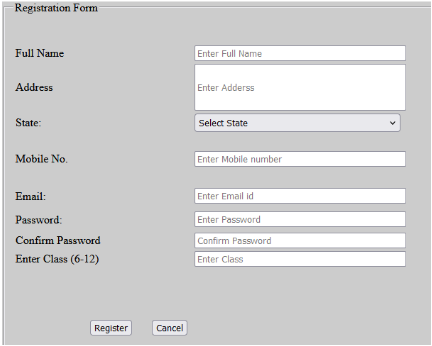 Registration Form
Full Name Enter Full Name
Address Enter Adderss
State: Select State
Mobile No. Enter Mobile number
Email: Enter Email id
Password: Enter Password
Confirm Password Confirm Password
Enter Class (6-12) Enter Class
Register Cancel